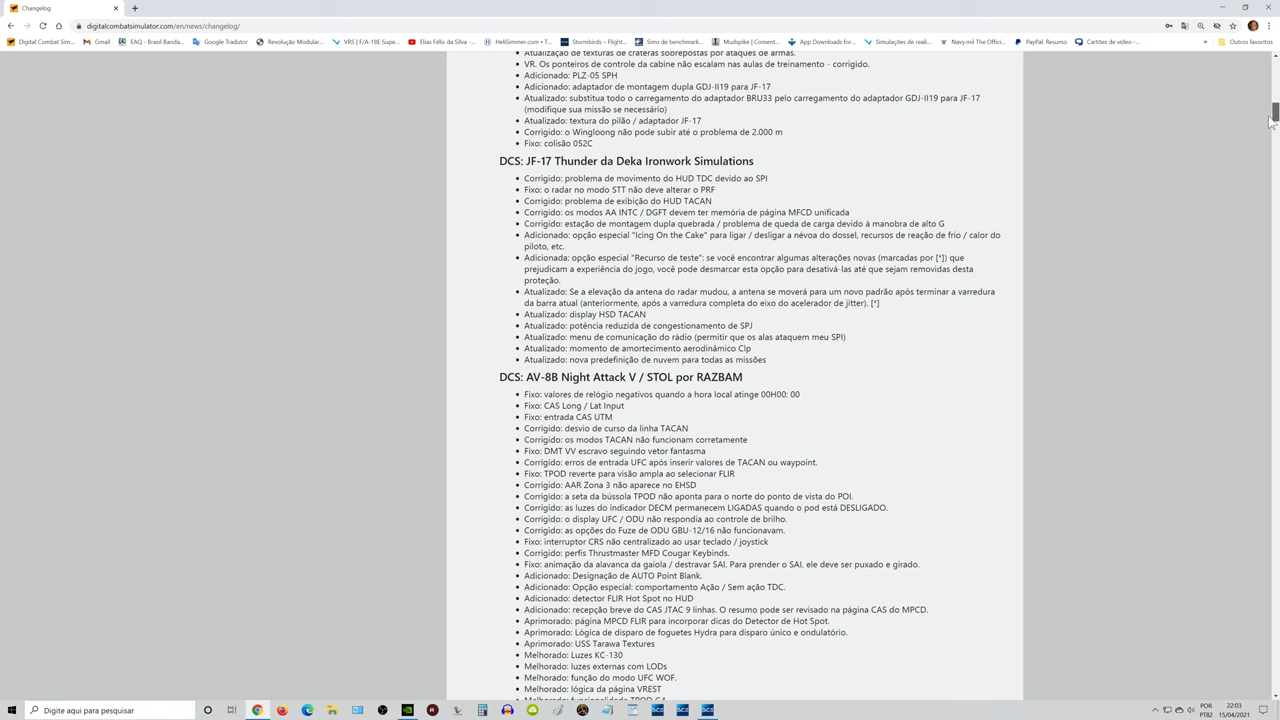 Changelog
digitalcombatsimulator.com/en/news/changelog/
Digital Combat Sim... Gmail EAQ - Brasil Banda... Google Tradutor Revolução Modular... VRS | F/A-18E Supe... Elias Félix da Silva -... HeliSimmer.com • T... Stormbirds – Flight... Sims de benchmark... Mudspike | Coment... App Downloads for... Simulações de reali... Navy.mil The Offici... PayPal: Resumo Cartões de vídeo -... » Outros favoritos
Atualização de texturas de crateras sobrepostas por ataques de armas.
VR. Os ponteiros de controle da cabine não escalam nas aulas de treinamento - corrigido.
Adicionado: PLZ-05 SPH
Adicionado: adaptador de montagem dupla GDJ-II19 para JF-17
Atualizado: substitua todo o carregamento do adaptador BRU33 pelo carregamento do adaptador GDJ-II19 para JF-17
(modifique sua missão se necessário)
Atualizado: textura do pilão / adaptador JF-17
Corrigido: o Wingloong não pode subir até o problema de 2.000 m
Fixo: colisão 052C
DCS: JF-17 Thunder da Deka Ironwork Simulations
Corrigido: problema de movimento do HUD TDC devido ao SPI
Fixo: o radar no modo STT não deve alterar o PRF
Corrigido: problema de exibição do HUD TACAN
Corrigido: os modos AA INTC / DGFT devem ter memória de página MFCD unificada
Corrigido: estação de montagem dupla quebrada / problema de queda de carga devido à manobra de alto G
Adicionado: opção especial "Icing On the Cake" para ligar / desligar a névoa do dossel, recursos de reação de frio / calor do
piloto, etc.
Adicionada: opção especial "Recurso de teste": se você encontrar algumas alterações novas (marcadas por [*]) que
prejudicam a experiência do jogo, você pode desmarcar esta opção para desativá-las até que sejam removidas desta
proteção.
Atualizado: Se a elevação da antena do radar mudou, a antena se moverá para um novo padrão após terminar a varredura
da barra atual (anteriormente, após a varredura completa do eixo do acelerador de jitter). [*]
Atualizado: display HSD TACAN
Atualizado: potência reduzida de congestionamento de SPJ
Atualizado: menu de comunicação do rádio (permitir que os alas ataquem meu SPI)
Atualizado: momento de amortecimento aerodinâmico Clp
Atualizado: nova predefinição de nuvem para todas as missões
DCS: AV-8B Night Attack V / STOL por RAZBAM
Fixo: valores de relógio negativos quando a hora local atinge 00H00: 00
Fixo: CAS Long / Lat Input
Fixo: entrada CAS UTM
Corrigido: desvio de curso da linha TACAN
Corrigido: os modos TACAN não funcionam corretamente
Fixo: DMT VV escravo seguindo vetor fantasma
Corrigido: erros de entrada UFC após inserir valores de TACAN ou waypoint.
Fixo: TPOD reverte para visão ampla ao selecionar FLIR
Corrigido: AAR Zona 3 não aparece no EHSD
Corrigido: a seta da bússola TPOD não aponta para o norte do ponto de vista do POI.
Corrigido: as luzes do indicador DECM permanecem LIGADAS quando o pod está DESLIGADO.
Corrigido: o display UFC / ODU não respondia ao controle de brilho.
Corrigido: as opções do Fuze de ODU GBU-12/16 não funcionavam.
Fixo: interruptor CRS não centralizado ao usar teclado / joystick
Corrigido: perfis Thrustmaster MFD Cougar Keybinds.
Fixo: animação da alavanca da gaiola / destravar SAI. Para prender o SAI, ele deve ser puxado e girado.
Adicionado: Designação de AUTO Point Blank.
Adicionado: Opção especial: comportamento Ação / Sem ação TDC.
Adicionado: detector FLIR Hot Spot no HUD
Adicionado: recepção breve do CAS JTAC 9 linhas. O resumo pode ser revisado na página CAS do MPCD.
Aprimorado: página MPCD FLIR para incorporar dicas do Detector de Hot Spot.
Aprimorado: Lógica de disparo de foguetes Hydra para disparo único e ondulatório.
Aprimorado: USS Tarawa Textures
Melhorado: Luzes KC-130
Melhorado: luzes externas com LODs
Melhorado: função do modo UFC WOF.
Melhorado: lógica da página VREST
Melhorado: funcionalidade TPOD C4
Digite aqui para pesquisar
POR 22:03
PTB2 15/04/2021